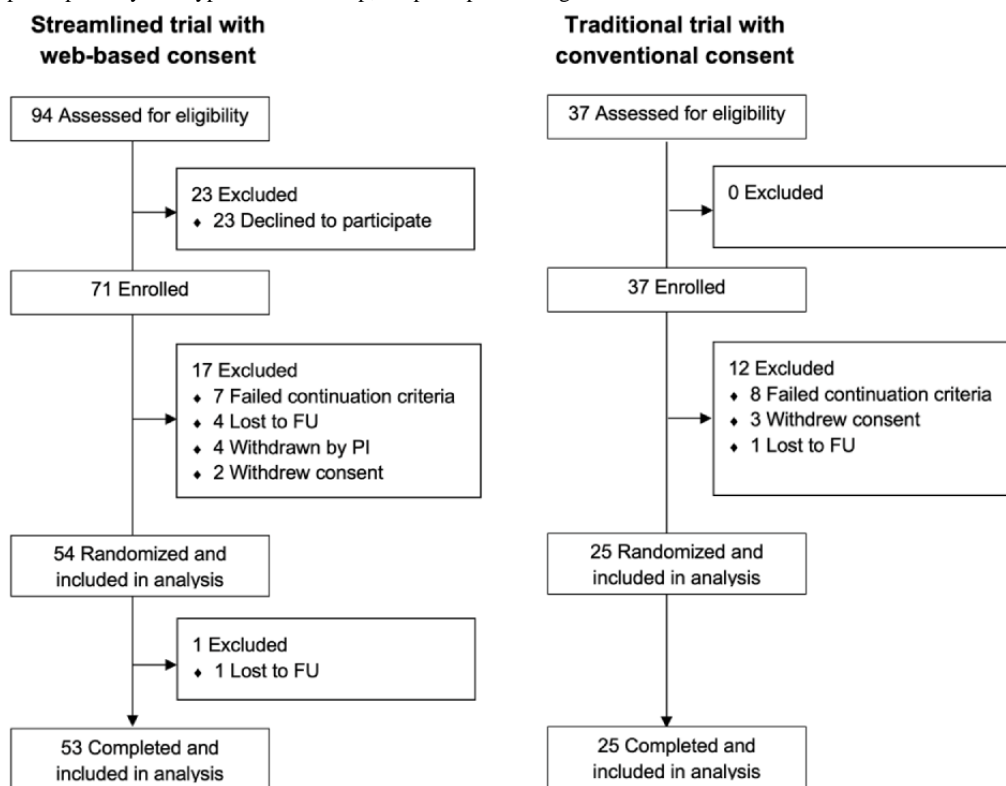 Streamlined trial with
web-based consent
94 Assessed for eligibility
23 Excluded
♦ 23 Declined to participate
71 Enrolled
17 Excluded
♦ 7 Failed continuation criteria
♦ 4 Lost to FU
♦ 4 Withdrawn by PI
♦ 2 Withdrew consent
54 Randomized and
included in analysis
1 Excluded
♦ 1 Lost to FU
53 Completed and
included in analysis
Traditional trial with
conventional consent
37 Assessed for eligibility
0 Excluded
37 Enrolled
12 Excluded
♦ 8 Failed continuation criteria
♦ 3 Withdrew consent
♦ 1 Lost to FU
25 Randomized and
included in analysis
25 Completed and
included in analysis